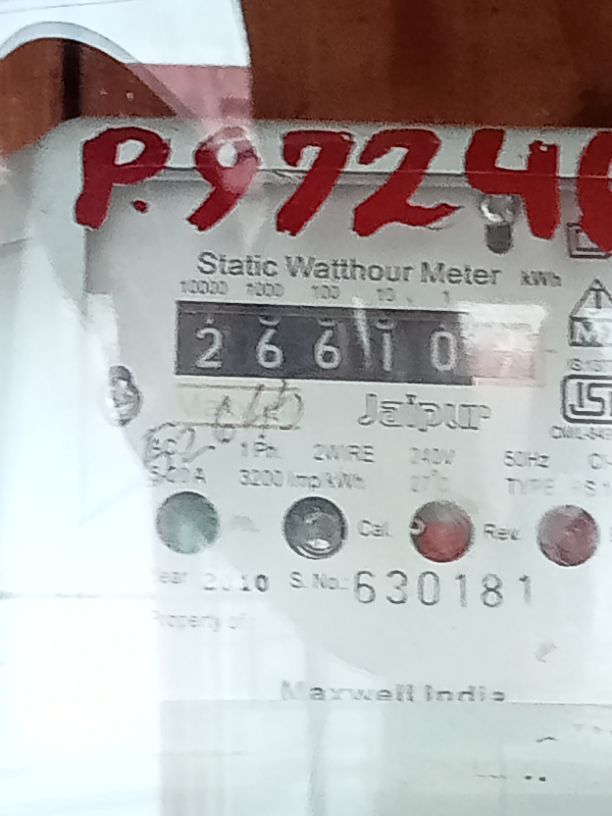 P.9724
Static Watthour Meter kWh
10000 1000 100 10 1
2 6 6 1 0
Jaipur
1 Ph. 2WIRE 240V 50Hz
3200 Imp/kWh 27°C TYPE
Cal. Rev.
2010 S. No.: 630181
Property of
Maxwell India